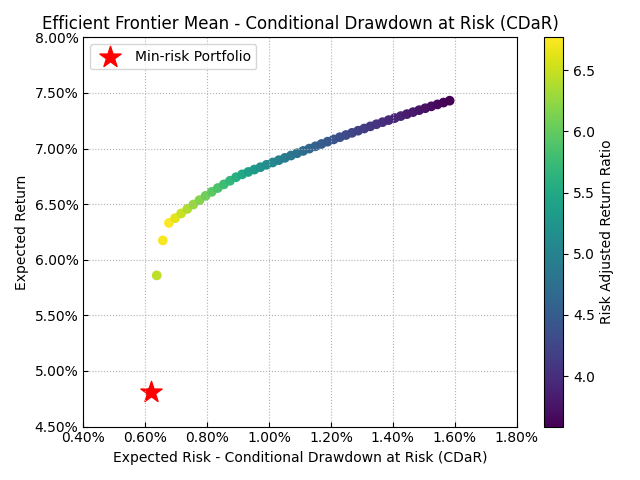 Efficient Frontier Mean - Conditional Drawdown at Risk (CDaR)
Min-risk Portfolio
8.00%
7.50%
7.00%
6.50%
6.00%
5.50%
5.00%
4.50%
Expected Return
0.40% 0.60% 0.80% 1.00% 1.20% 1.40% 1.60% 1.80%
Expected Risk - Conditional Drawdown at Risk (CDaR)
6.5
6.0
5.5
5.0
4.5
4.0
Risk Adjusted Return Ratio